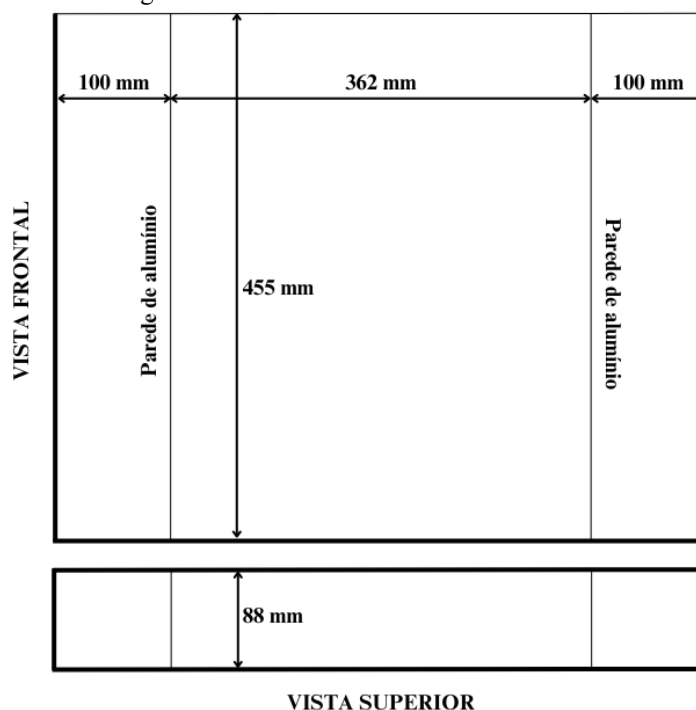 100 mm
362 mm
100 mm
VISTA FRONTAL
Parede de alumínio
455 mm
Parede de alumínio
88 mm
VISTA SUPERIOR